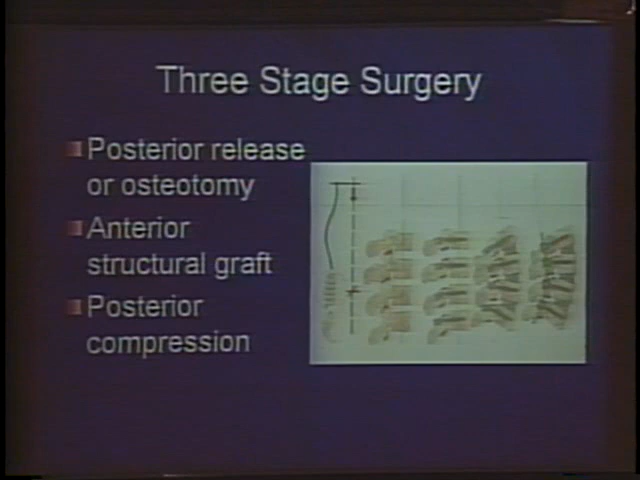 Three Stage Surgery
Posterior release
or osteotomy
Anterior
structural graft
Posterior
compression